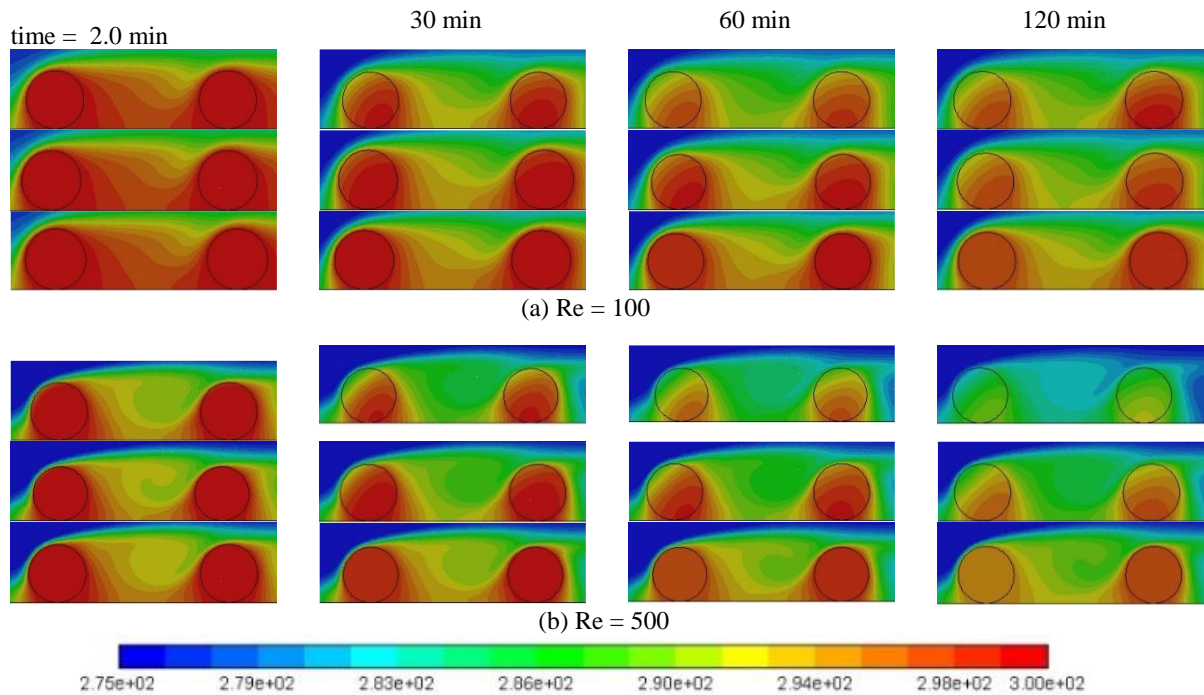 time = 2.0 min
30 min
60 min
120 min
(a) Re = 100
(b) Re = 500
2.75e+02 2.79e+02 2.83e+02 2.86e+02 2.90e+02 2.94e+02 2.98e+02 3.00e+02